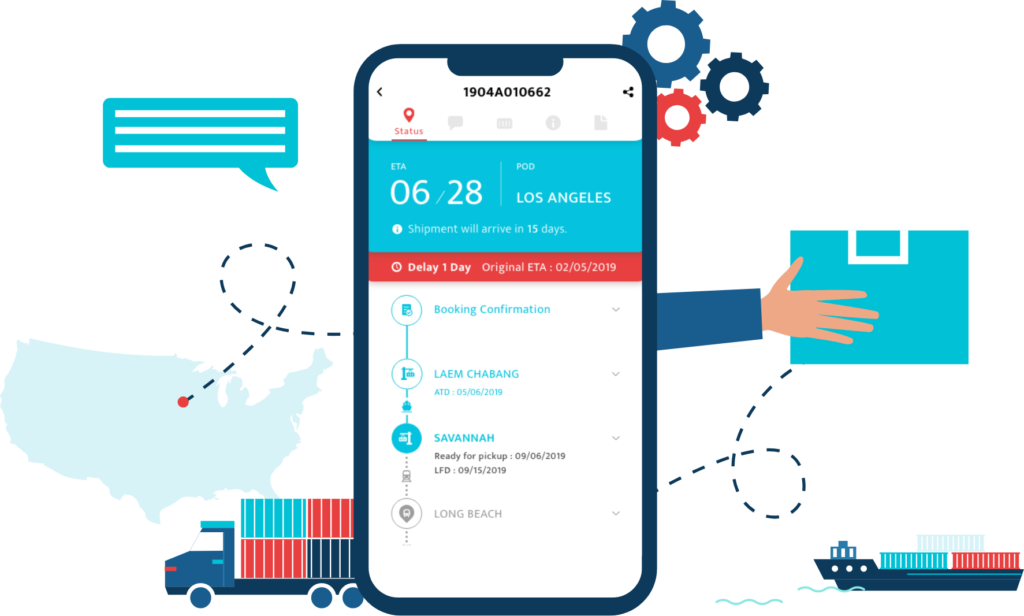 1904A010662
Status
ETA
06/28
POD
LOS ANGELES
Shipment will arrive in 15 days.
Delay 1 Day Original ETA : 02/05/2019
Booking Confirmation
LAEM CHABANG
ATD : 05/06/2019
SAVANNAH
Ready for pickup : 09/06/2019
LFD : 09/15/2019
LONG BEACH